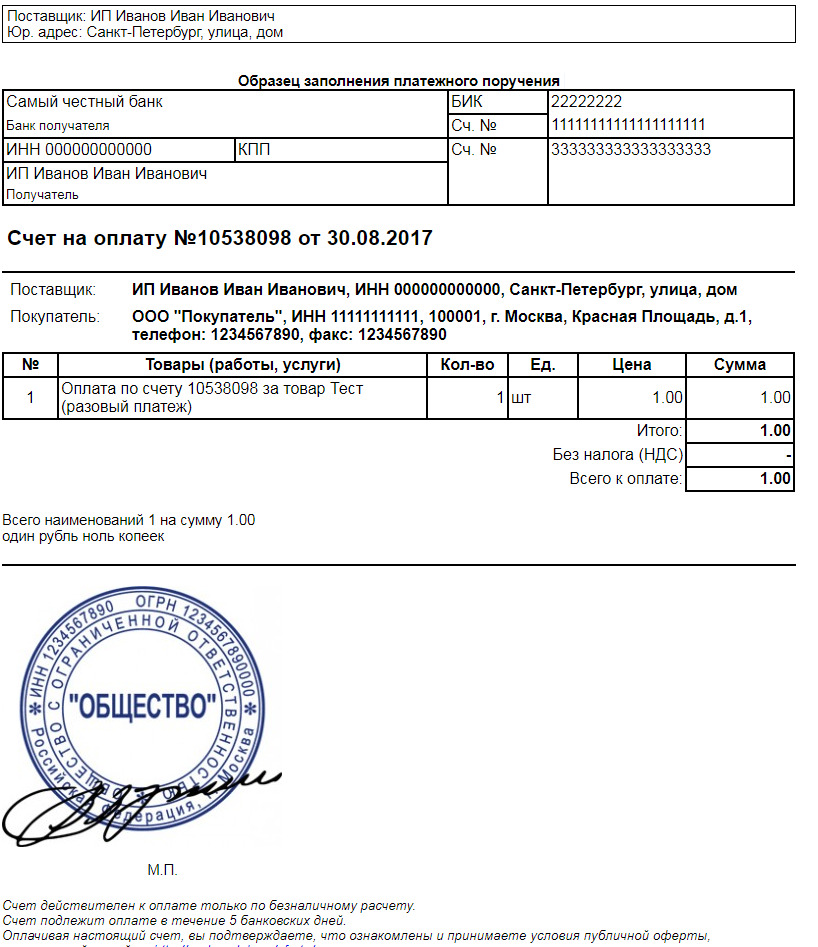 Поставщик: ИП Иванов Иван Иванович
Юр. адрес: Санкт-Петербург, улица, дом
Образец заполнения платежного поручения
Самый честный банк БИК 22222222
Банк получателя Сч. № 11111111111111111111
ИНН 000000000000 КПП Сч. № 333333333333333333
ИП Иванов Иван Иванович
Получатель
Счет на оплату №10538098 от 30.08.2017
Поставщик: ИП Иванов Иван Иванович, ИНН 000000000000, Санкт-Петербург, улица, дом
Покупатель: ООО "Покупатель", ИНН 11111111111, 100001, г. Москва, Красная Площадь, д.1,
телефон: 1234567890, факс: 1234567890
№ Товары (работы, услуги) Кол-во Ед. Цена Сумма
1 Оплата по счету 10538098 за товар Тест 1 шт 1.00 1.00
(разовый платеж)
Итого: 1.00
Без налога (НДС) -
Всего к оплате: 1.00
Всего наименований 1 на сумму 1.00
один рубль ноль копеек
* ИНН 1234567890 ОГРН 1234567890000 *
Российская Федерация, г. Москва
ОБЩЕСТВО С ОГРАНИЧЕННОЙ ОТВЕТСТВЕННОСТЬЮ *
"ОБЩЕСТВО"
М.П.
Счет действителен к оплате только по безналичному расчету.
Счет подлежит оплате в течение 5 банковских дней.
Оплачивая настоящий счет, вы подтверждаете, что ознакомлены и принимаете условия публичной оферты,